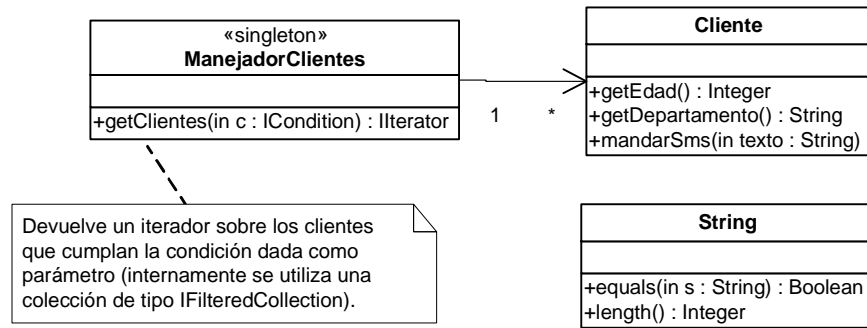 «singleton»
ManejadorClientes
+getClientes(in c : ICondition) : IIterator
1
*
Cliente
+getEdad() : Integer
+getDepartamento() : String
+mandarSms(in texto : String)
Devuelve un iterador sobre los clientes
que cumplan la condición dada como
parámetro (internamente se utiliza una
colección de tipo IFilteredCollection).
String
+equals(in s : String) : Boolean
+length() : Integer